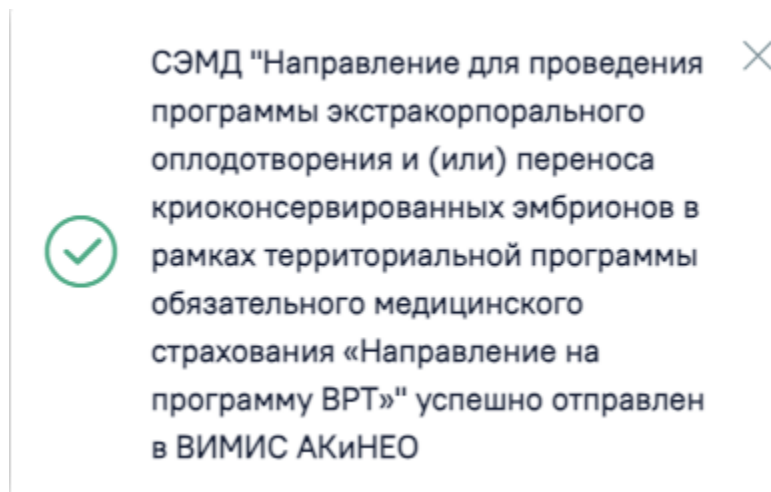 СЭМД "Направление для проведения
программы экстракорпорального
оплодотворения и (или) переноса
криоконсервированных эмбрионов в
рамках территориальной программы
обязательного медицинского
страхования «Направление на
программу ВРТ»" успешно отправлен
в ВИМИС АКиНЕО